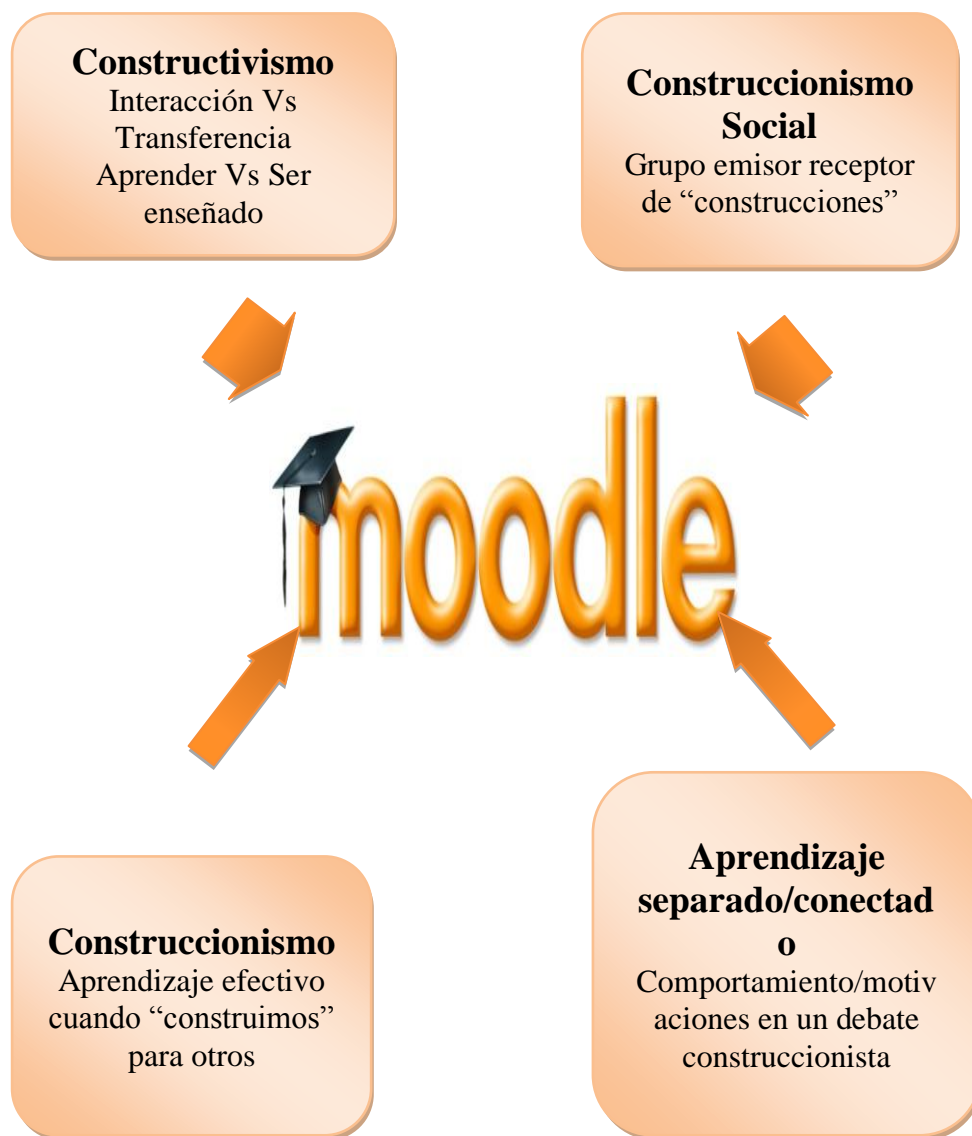 Constructivismo
Interacción Vs
Transferencia
Aprender Vs Ser
enseñado
Construccionismo
Social
Grupo emisor receptor
de “construcciones”
moodle
Construccionismo
Aprendizaje efectivo
cuando “construimos”
para otros
Aprendizaje
separado/conectad
o
Comportamiento/motiv
aciones en un debate
construccionista